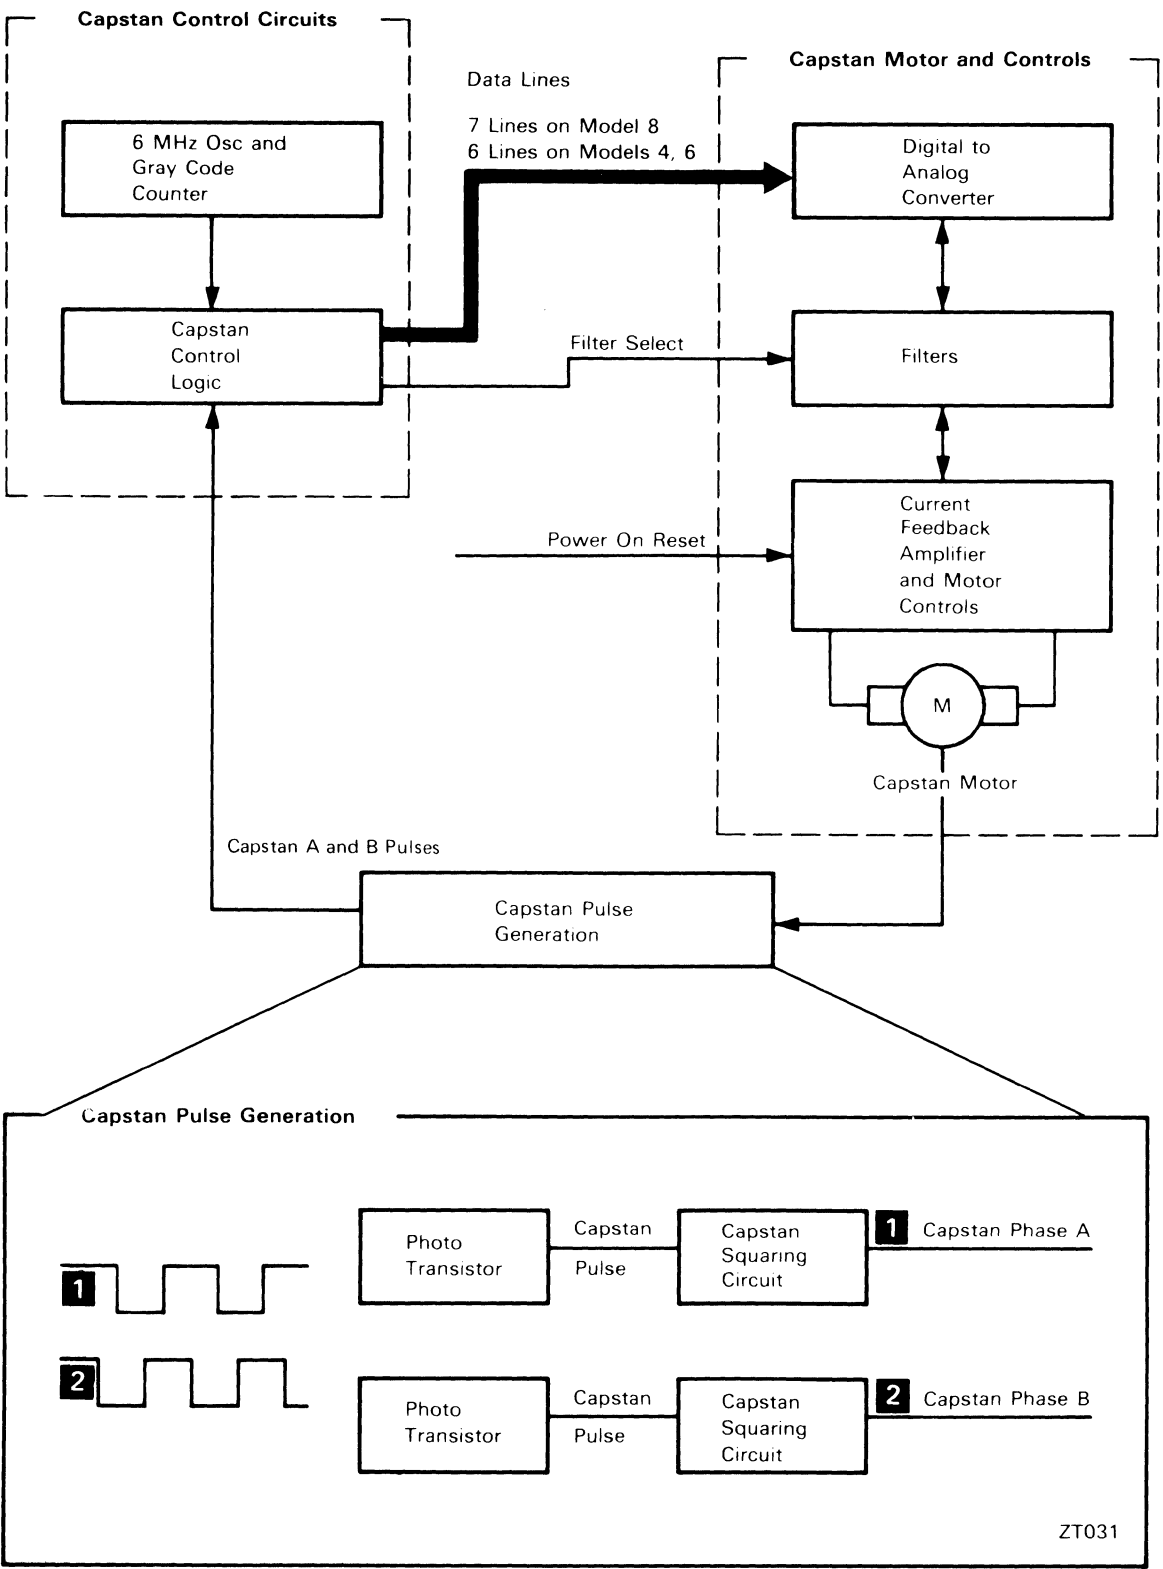 Capstan Control Circuits
6 MHz Osc and
Gray Code
Counter
Capstan
Control
Logic
Data Lines
7 Lines on Model 8
6 Lines on Models 4, 6
Filter Select
Power On Reset
Capstan Motor and Controls
Digital to
Analog
Converter
Filters
Current
Feedback
Amplifier
and Motor
Controls
M
Capstan Motor
Capstan A and B Pulses
Capstan Pulse
Generation
Capstan Pulse Generation
1
2
Photo
Transistor
Capstan
Pulse
Capstan
Squaring
Circuit
1 Capstan Phase A
Photo
Transistor
Capstan
Pulse
Capstan
Squaring
Circuit
2 Capstan Phase B
ZT031